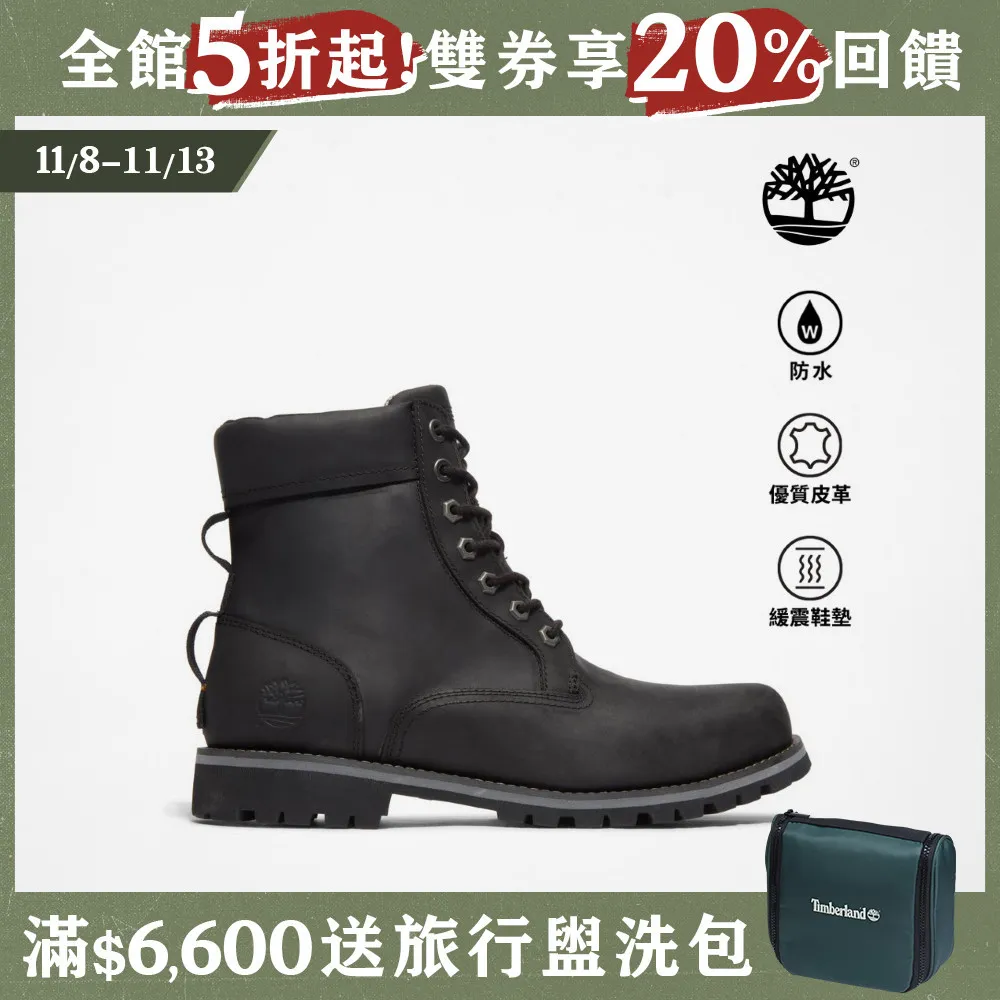 全館5折起!雙券享20%回饋
11/8-11/13
®
W
防水
優質皮革
緩震鞋墊
Timberland
滿$6,600送旅行盥洗包